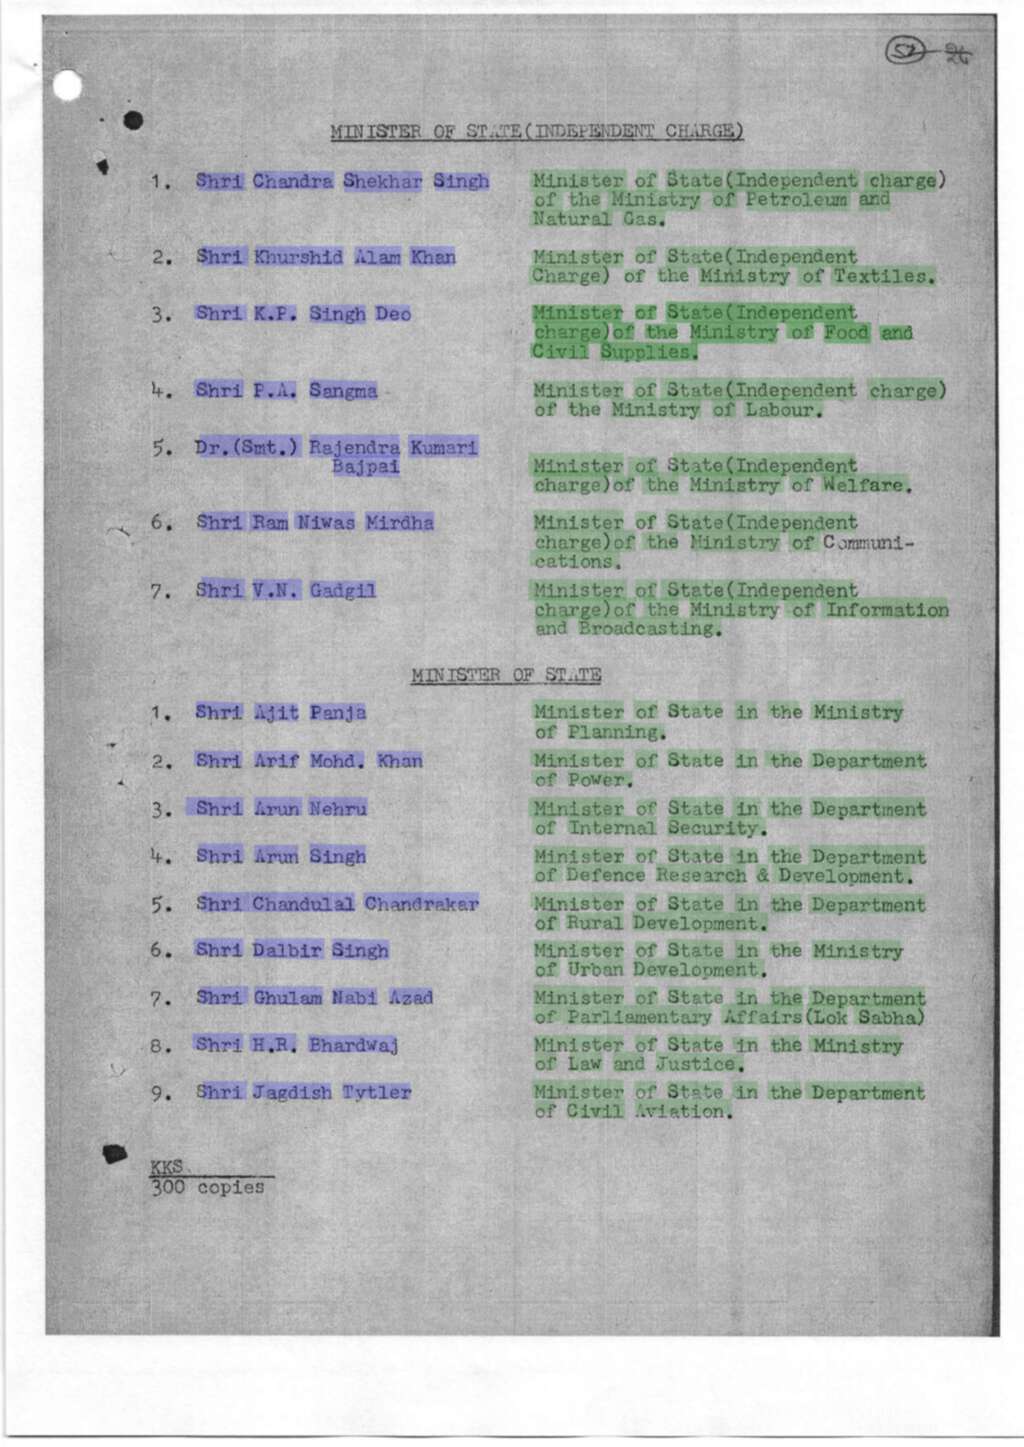 57 26
MINISTER OF STATE(INDEPENDENT CHARGE)
1. Shri Chandra Shekhar Singh Minister of State(Independent charge)
of the Ministry of Petroleum and
Natural Gas.
2. Shri Khurshid Alam Khan Minister of State(Independent
Charge) of the Ministry of Textiles.
3. Shri K.P. Singh Deo Minister of State(Independent
charge)of the Ministry of Food and
Civil Supplies.
4. Shri P.A. Sangma Minister of State(Independent charge)
of the Ministry of Labour.
5. Dr.(Smt.) Rajendra Kumari
Bajpai Minister of State(Independent
charge)of the Ministry of Welfare.
6. Shri Ram Niwas Mirdha Minister of State(Independent
charge)of the Ministry of Communi-
cations.
7. Shri V.N. Gadgil Minister of State(Independent
charge)of the Ministry of Information
and Broadcasting.
MINISTER OF STATE
1. Shri Ajit Panja Minister of State in the Ministry
of Planning.
2. Shri Arif Mohd. Khan Minister of State in the Department
of Power.
3. Shri Arun Nehru Minister of State in the Department
of Internal Security.
4. Shri Arun Singh Minister of State in the Department
of Defence Research & Development.
5. Shri Chandulal Chandrakar Minister of State in the Department
of Rural Development.
6. Shri Dalbir Singh Minister of State in the Ministry
of Urban Development.
7. Shri Ghulam Nabi Azad Minister of State in the Department
of Parliamentary Affairs(Lok Sabha)
8. Shri H.R. Bhardwaj Minister of State in the Ministry
of Law and Justice.
9. Shri Jagdish Tytler Minister of State in the Department
of Civil Aviation.
KKS.
300 copies